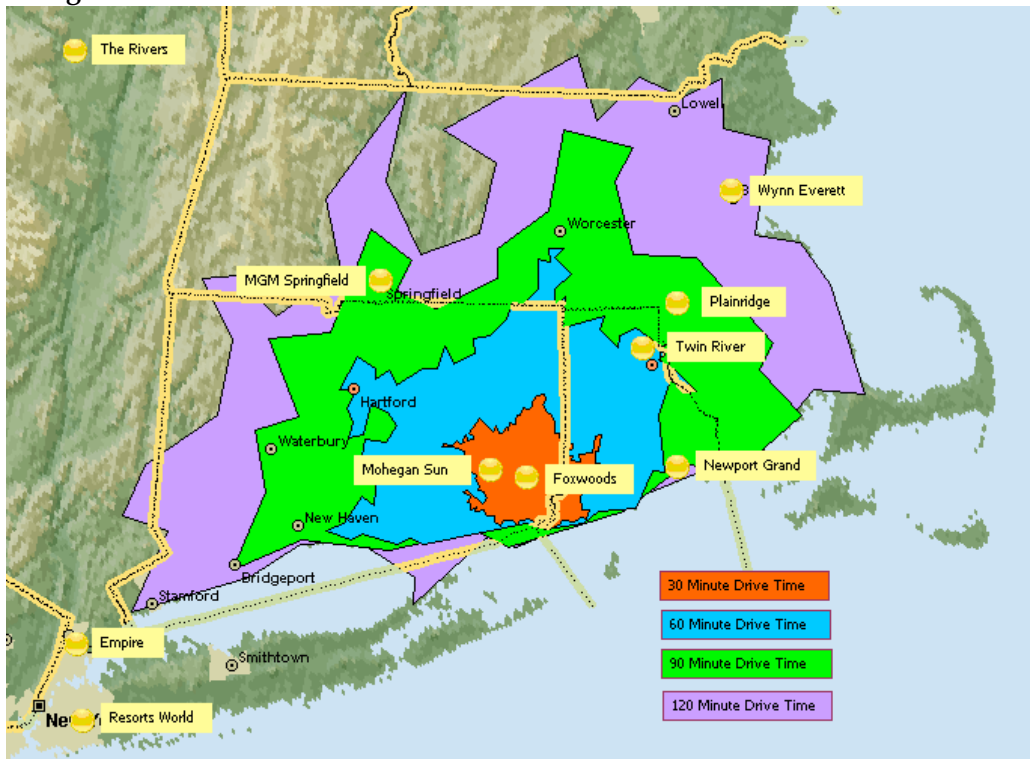 The Rivers
Lowel
Wynn Everett
Worcester
MGM Springfield
Springfield
Plainridge
Twin River
Hartford
Waterbury
Mohegan Sun
Foxwoods
Newport Grand
New Haven
Bridgeport
Stamford
30 Minute Drive Time
60 Minute Drive Time
90 Minute Drive Time
120 Minute Drive Time
Empire
Smithtown
Resorts World